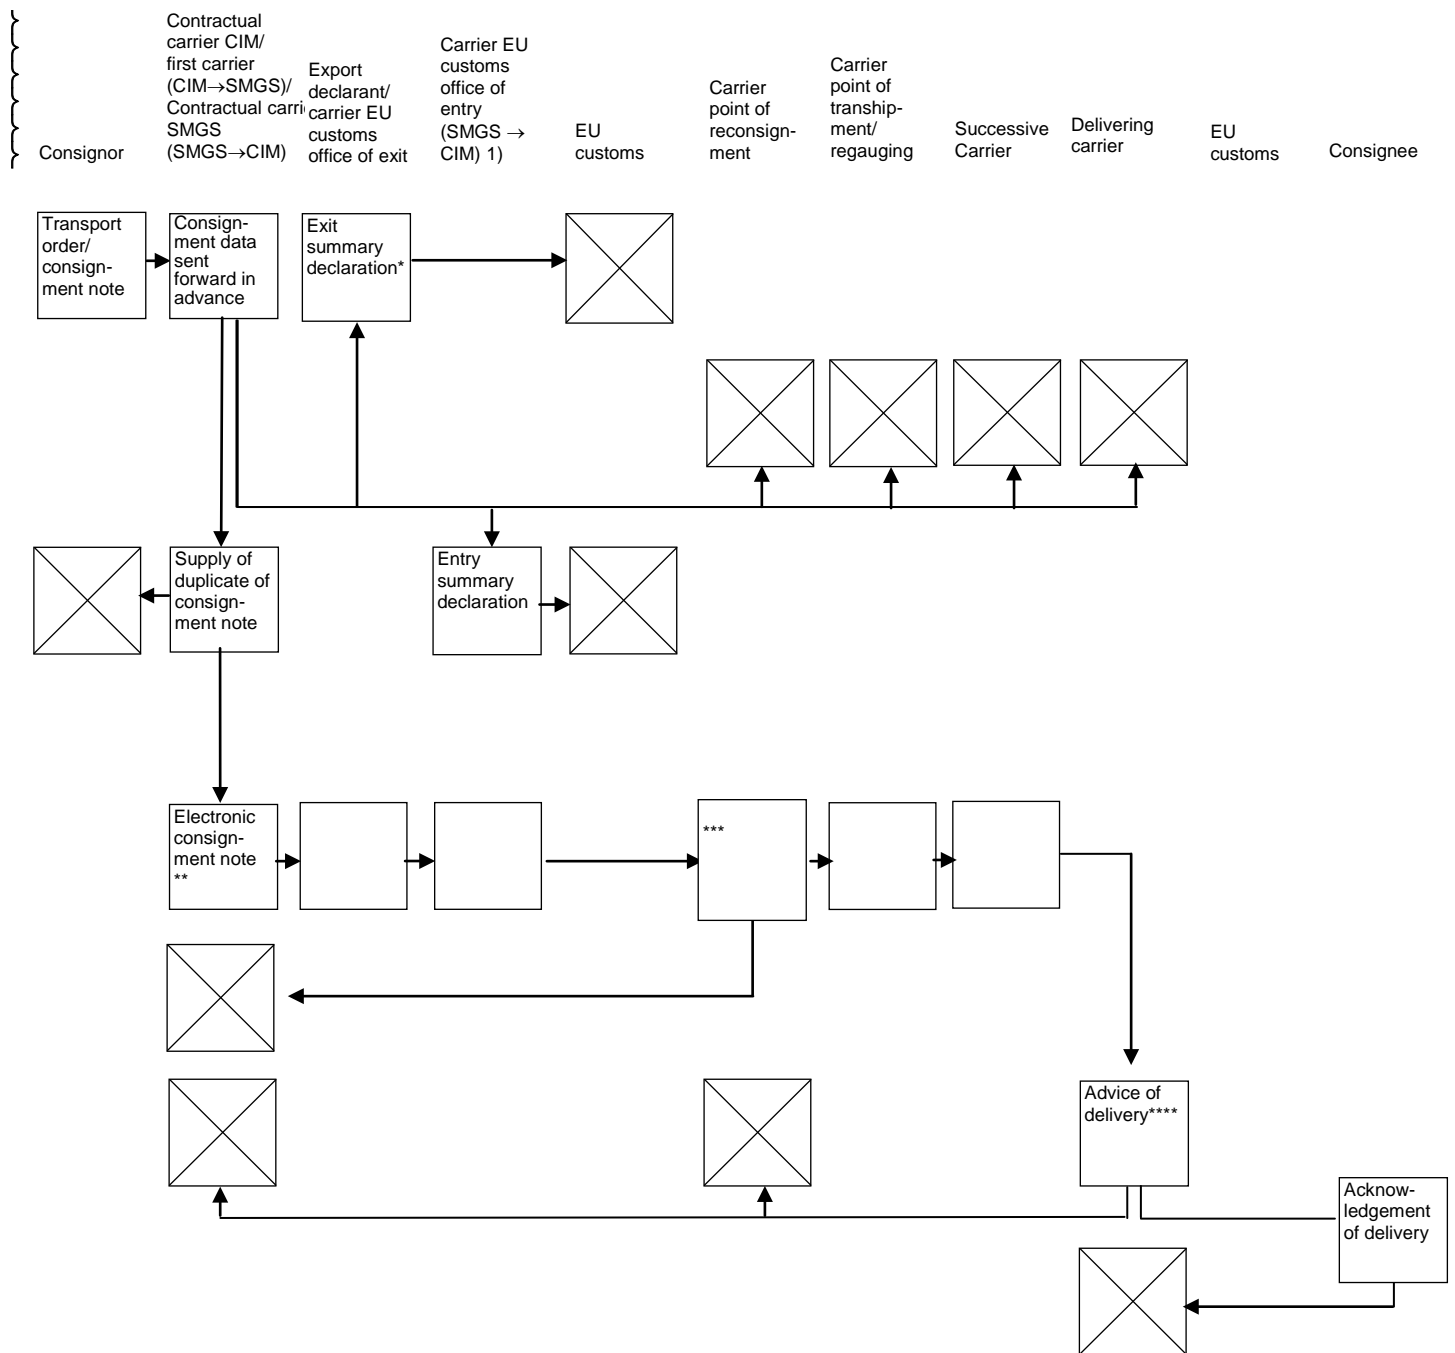 Consignor
Contractual
carrier CIM/
first carrier
(CIM→SMGS)/
Contractual carri
SMGS
(SMGS→CIM)
Export
declarant/
carrier EU
customs
office of exit
Carrier EU
customs
office of
entry
(SMGS →
CIM) 1)
EU
customs
Carrier
point of
reconsign-
ment
Carrier
point of
tranship-
ment/
regauging
Successive
Carrier
Delivering
carrier
EU
customs
Consignee
Transport
order/
consign-
ment note
Consign-
ment data
sent
forward in
advance
Exit
summary
declaration*
Supply of
duplicate of
consign-
ment note
Entry
summary
declaration
Electronic
consign-
ment note
**
***
Advice of
delivery****
Acknow-
ledgement
of delivery